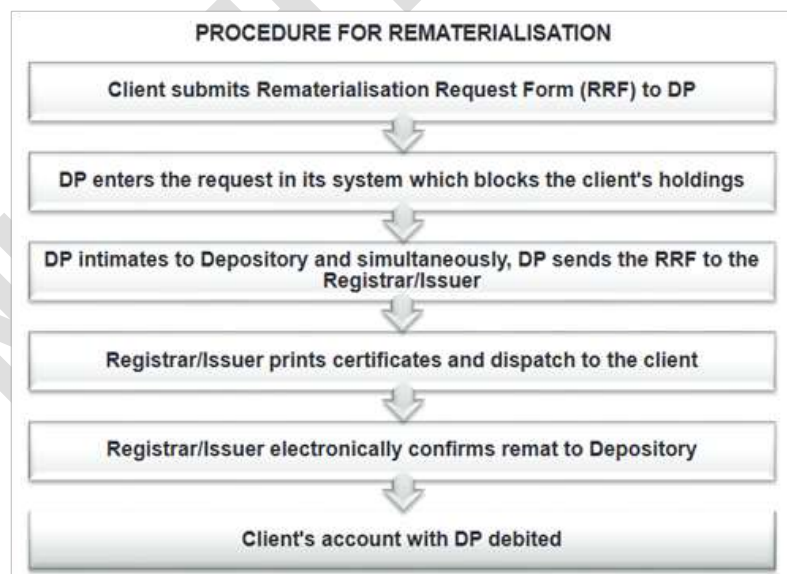 PROCEDURE FOR REMATERIALISATION
Client submits Rematerialisation Request Form (RRF) to DP
DP enters the request in its system which blocks the client's holdings
DP intimates to Depository and simultaneously, DP sends the RRF to the
Registrar/Issuer
Registrar/Issuer prints certificates and dispatch to the client
Registrar/Issuer electronically confirms remat to Depository
Client's account with DP debited